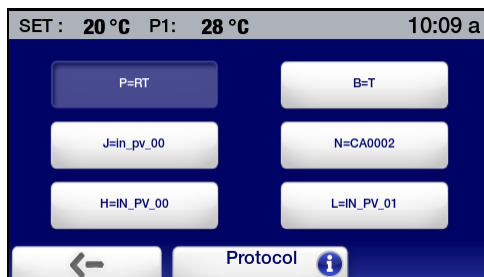 SET : 20 °C P1: 28 °C 10:09 a
P=RT B=T
J=in_pv_00 N=CA0002
H=IN_PV_00 L=IN_PV_01
Protocol i